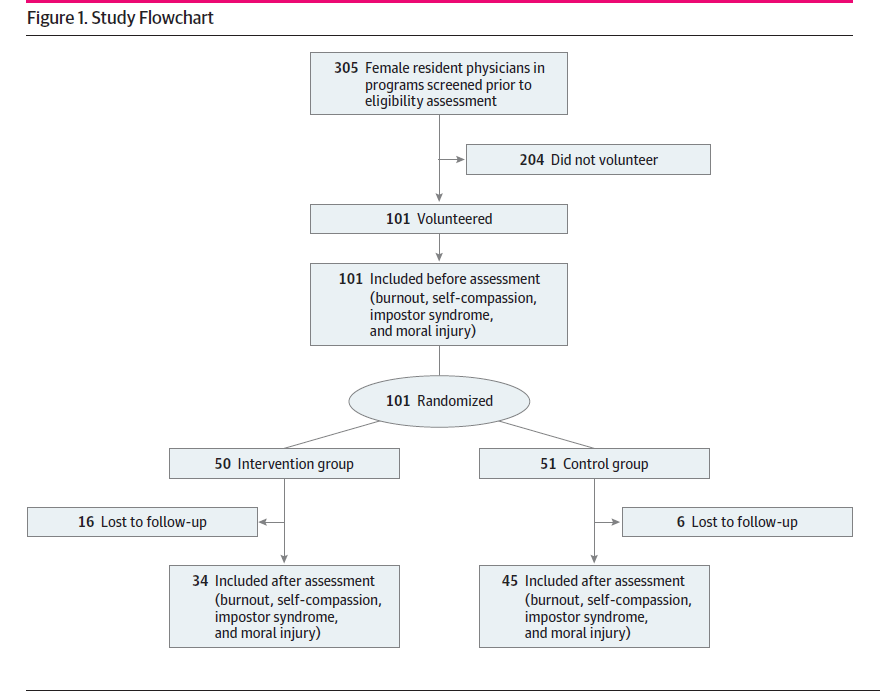 Figure 1. Study Flowchart
305 Female resident physicians in
programs screened prior to
eligibility assessment
204 Did not volunteer
101 Volunteered
101 Included before assessment
(burnout, self-compassion,
impostor syndrome,
and moral injury)
101 Randomized
50 Intervention group
51 Control group
16 Lost to follow-up
6 Lost to follow-up
34 Included after assessment
(burnout, self-compassion,
impostor syndrome,
and moral injury)
45 Included after assessment
(burnout, self-compassion,
impostor syndrome,
and moral injury)